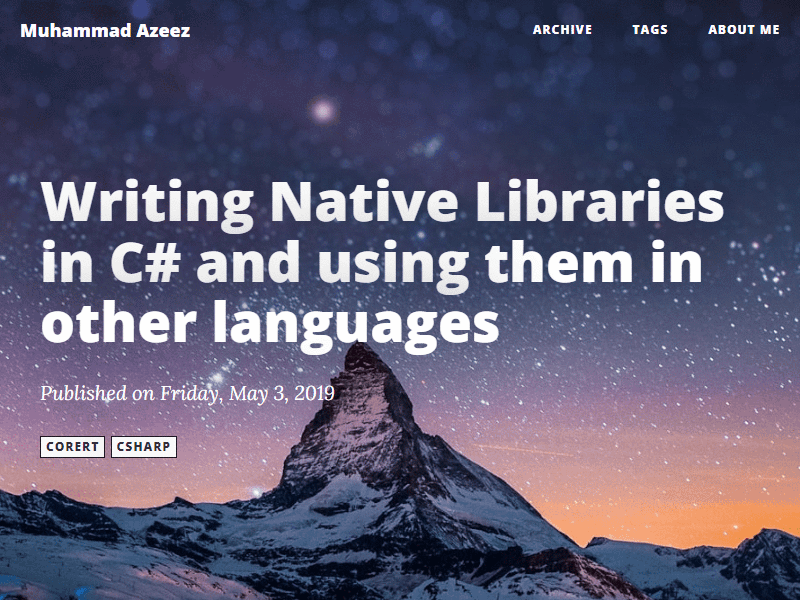 Muhammad Azeez
ARCHIVE TAGS ABOUT ME
Writing Native Libraries
in C# and using them in
other languages
Published on Friday, May 3, 2019
CORERT CSHARP